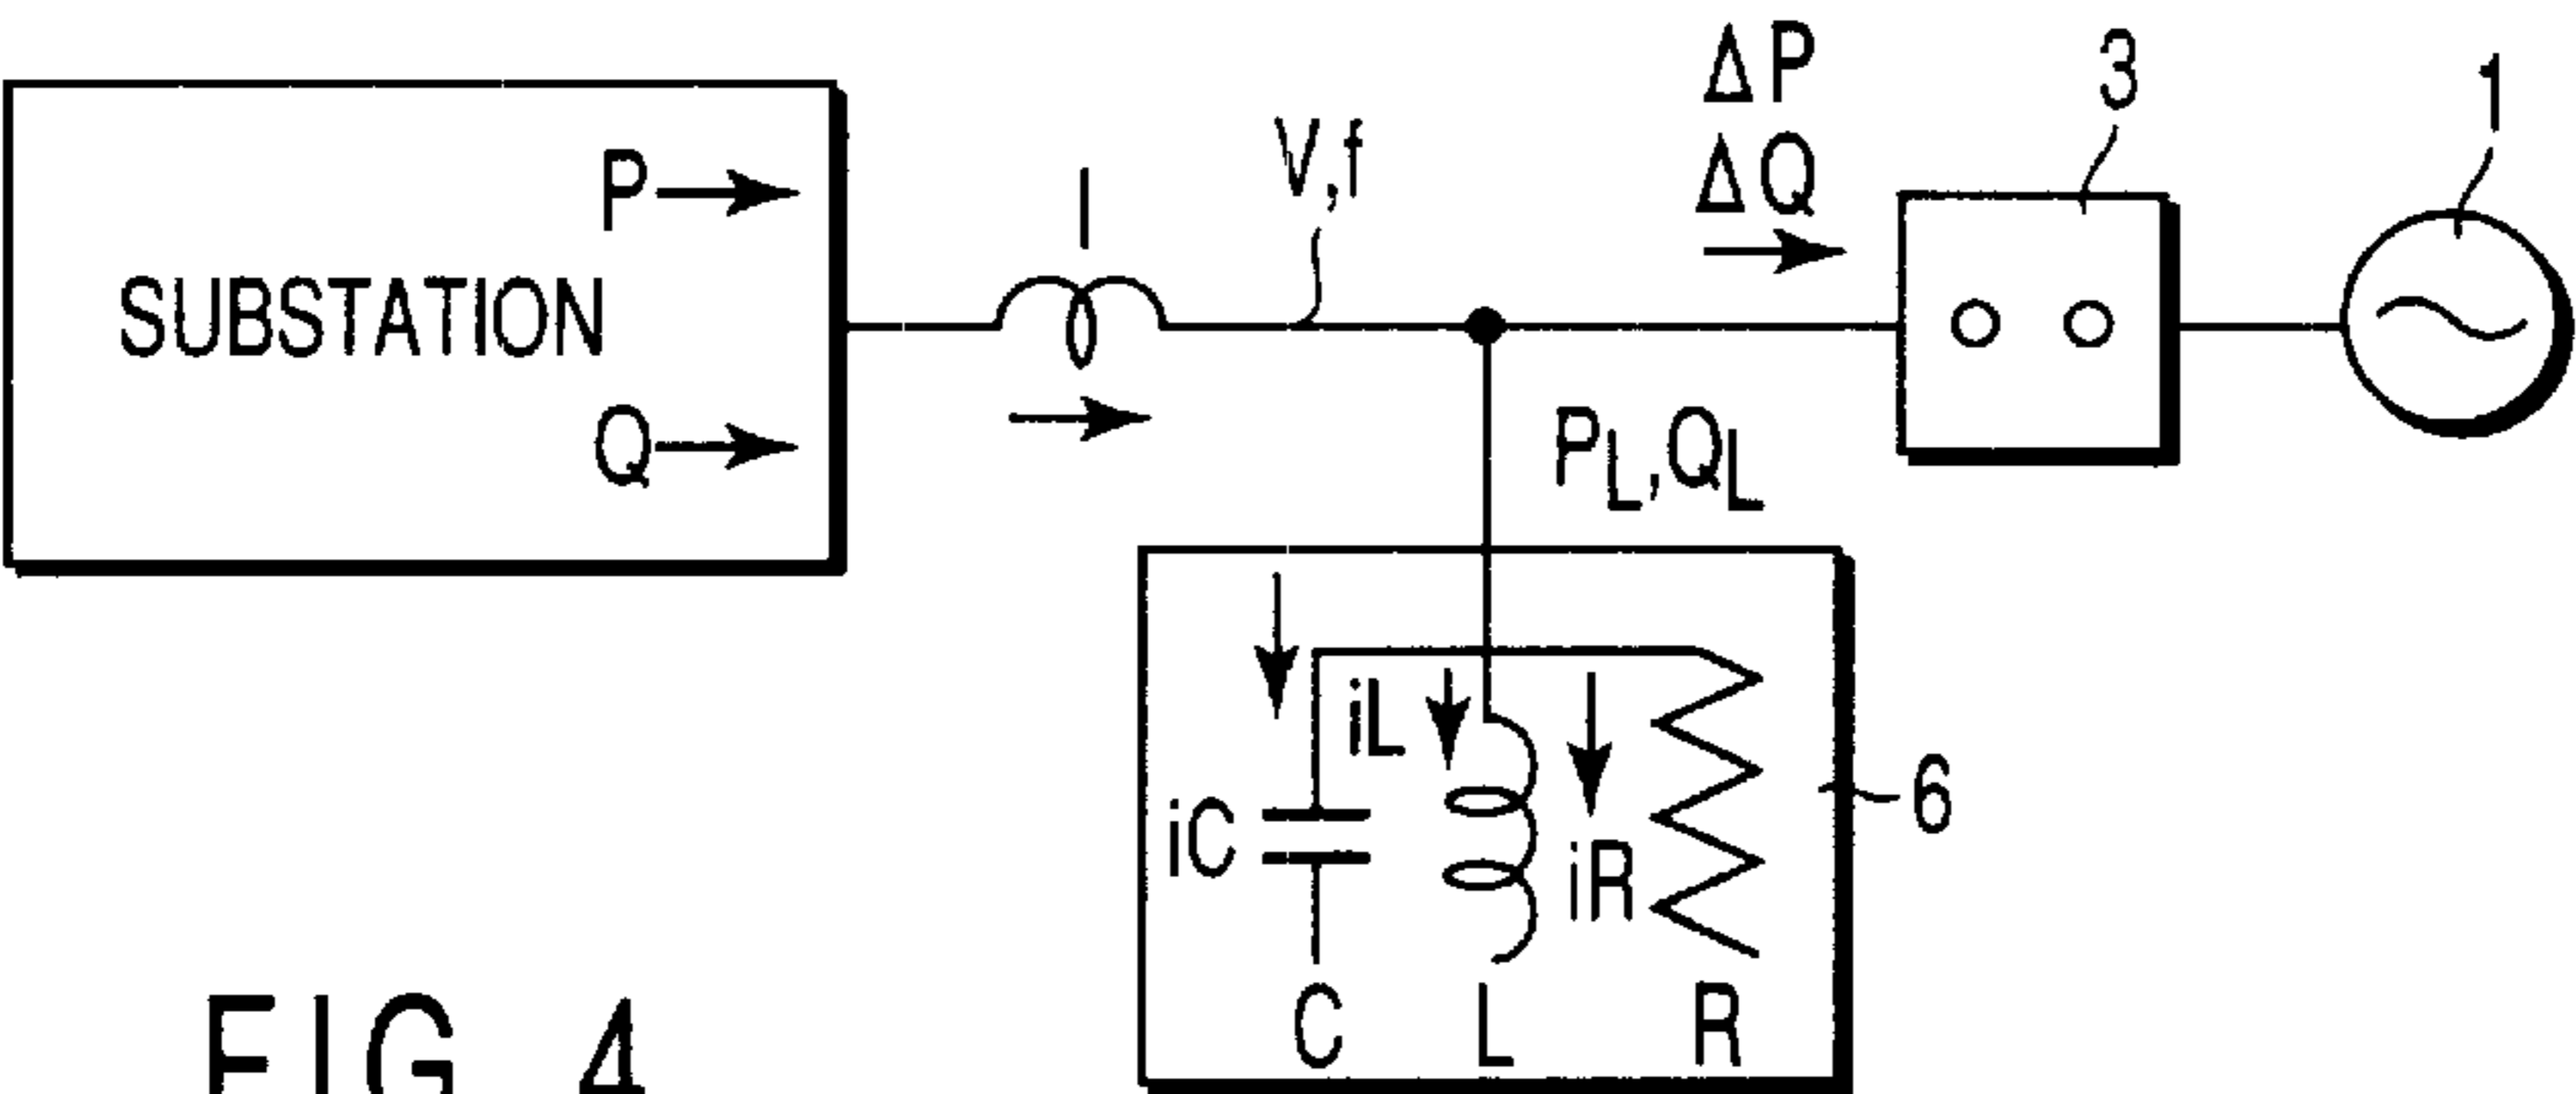 P
SUBSTATION
Q
I
V,f
ΔP
ΔQ
3
1
PL,QL
iC
iL
iR
6
C
L
R
FIG. 4